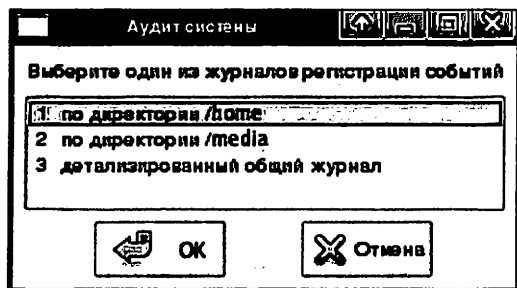 Аудит системы
Выберите один из журналов регистрации событий
1 по директории /home
2 по директории /media
3 детализированный общий журнал
OK
Отмена